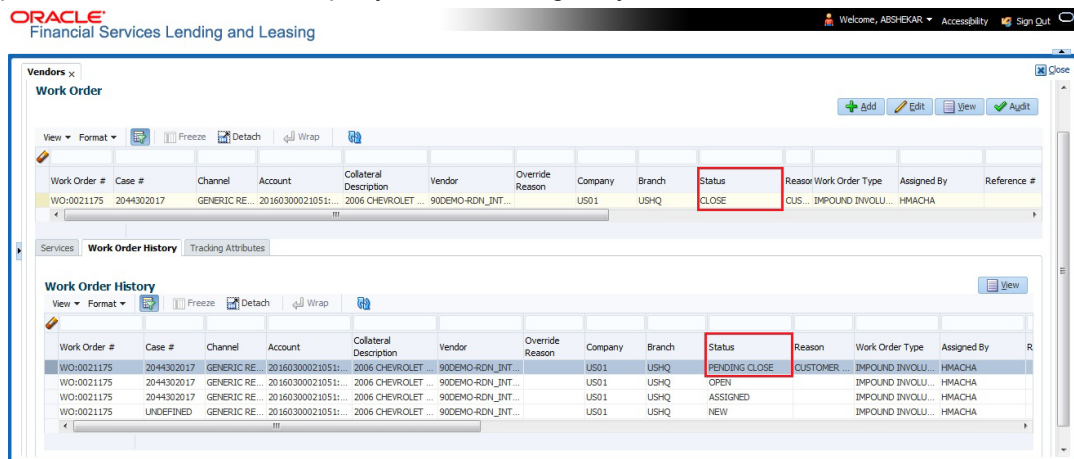 ORACLE
Welcome, ABSHEKAR Accessibility Sign Out
Financial Services Lending and Leasing
Vendors x
Close
Work Order
Add Edit View Audit
View Format Freeze Detach Wrap
Work Order # Case # Channel Account Collateral Description Vendor Override Reason Company Branch Status Reason Work Order Type Assigned By Reference #
WO:0021175 2044302017 GENERIC RE... 20160300021051:... 2006 CHEVROLET ... 90DEMO-RDN_INT... US01 USHQ CLOSE CUS... IMPOUND INVOLU... HMACHA
Services Work Order History Tracking Attributes
Work Order History
View
View Format Freeze Detach Wrap
Work Order # Case # Channel Account Collateral Description Vendor Override Reason Company Branch Status Reason Work Order Type Assigned By R
WO:0021175 2044302017 GENERIC RE... 20160300021051:... 2006 CHEVROLET ... 90DEMO-RDN_INT... US01 USHQ PENDING CLOSE CUSTOMER ... IMPOUND INVOLU... HMACHA
WO:0021175 2044302017 GENERIC RE... 20160300021051:... 2006 CHEVROLET ... 90DEMO-RDN_INT... US01 USHQ OPEN IMPOUND INVOLU... HMACHA
WO:0021175 2044302017 GENERIC RE... 20160300021051:... 2006 CHEVROLET ... 90DEMO-RDN_INT... US01 USHQ ASSIGNED IMPOUND INVOLU... HMACHA
WO:0021175 UNDEFINED GENERIC RE... 20160300021051:... 2006 CHEVROLET ... 90DEMO-RDN_INT... US01 USHQ NEW IMPOUND INVOLU... HMACHA